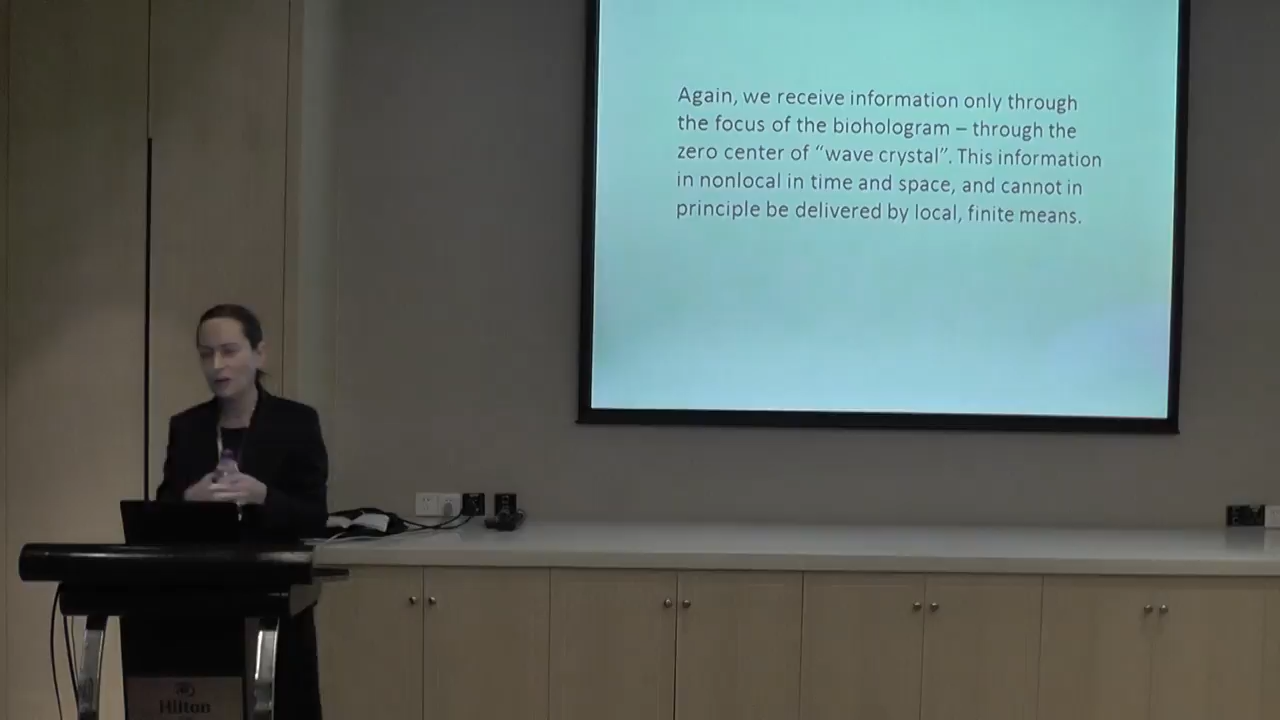 Again, we receive information only through
the focus of the biohologram – through the
zero center of “wave crystal”. This information
in nonlocal in time and space, and cannot in
principle be delivered by local, finite means.
Hilton